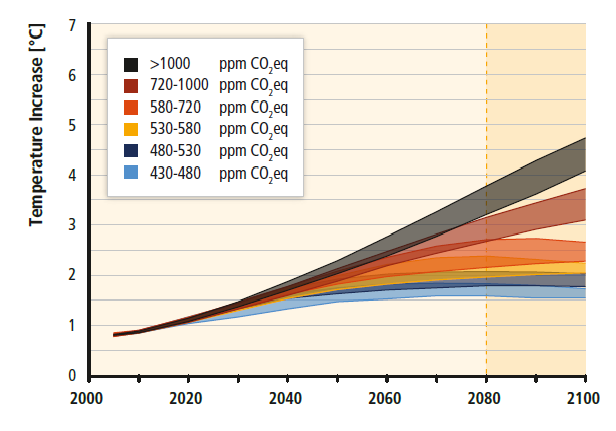 Temperature Increase [°C]
7
6
5
4
3
2
1
0
>1000 ppm CO₂eq
720-1000 ppm CO₂eq
580-720 ppm CO₂eq
530-580 ppm CO₂eq
480-530 ppm CO₂eq
430-480 ppm CO₂eq
2000 2020 2040 2060 2080 2100